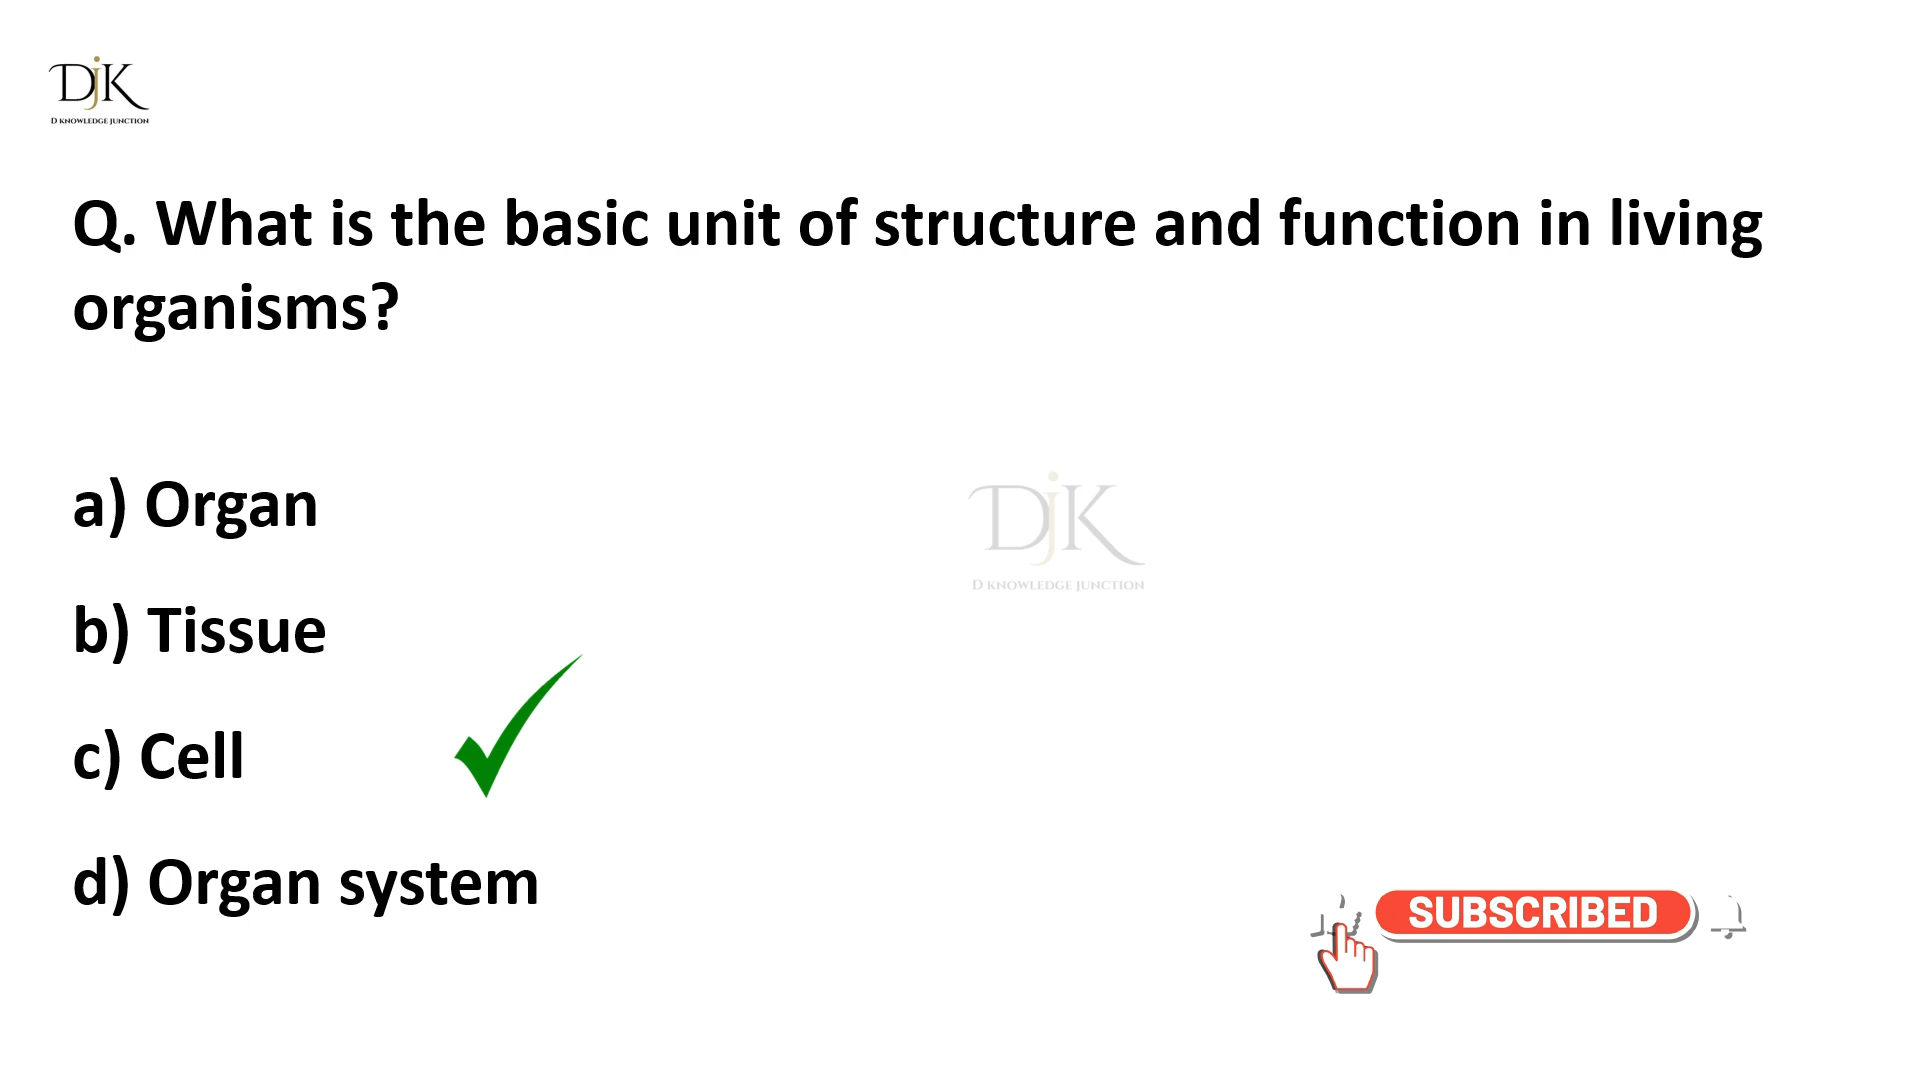 DjK
D KNOWLEDGE JUNCTION
Q. What is the basic unit of structure and function in living
organisms?
a) Organ
DjK
D KNOWLEDGE JUNCTION
b) Tissue
c) Cell
d) Organ system
SUBSCRIBED